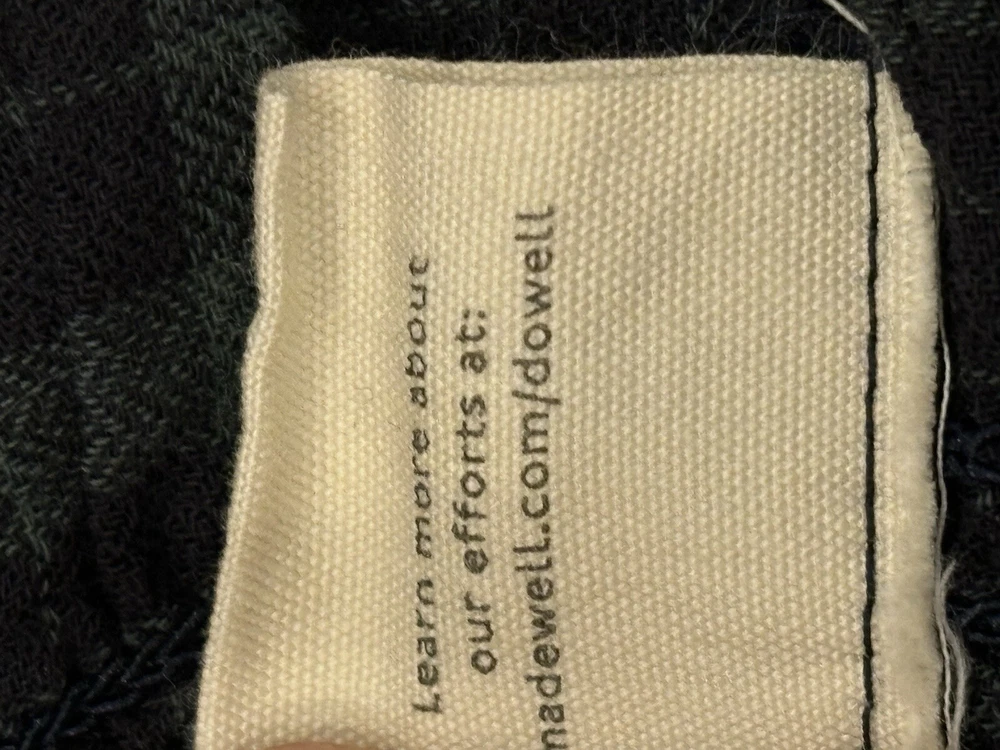 Learn more about
our efforts at:
madewell.com/dowell